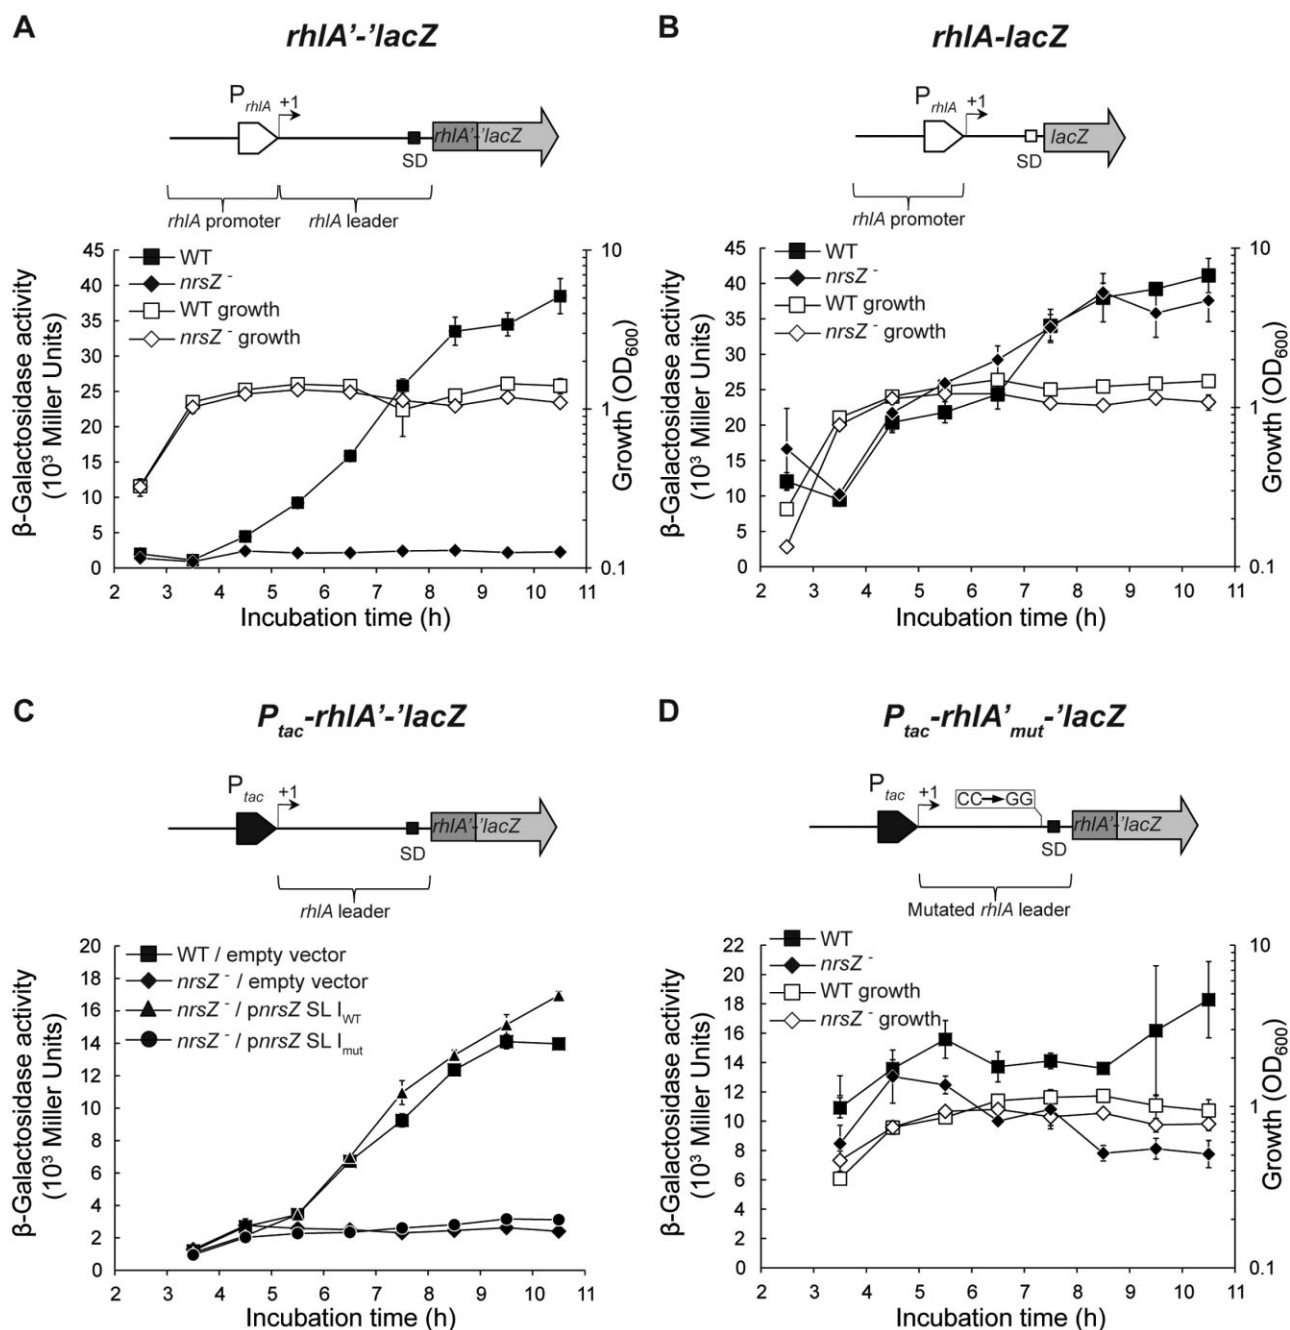 A
rhlA’-’lacZ
P_rhlA
+1
rhlA’-’lacZ
SD
rhlA promoter
rhlA leader
β-Galactosidase activity
(10³ Miller Units)
45
40
35
30
25
20
15
10
5
0
WT
nrsZ ⁻
WT growth
nrsZ ⁻ growth
10
1
0.1
Growth (OD₆₀₀)
2 3 4 5 6 7 8 9 10 11
Incubation time (h)
B
rhlA-lacZ
P_rhlA
+1
lacZ
SD
rhlA promoter
β-Galactosidase activity
(10³ Miller Units)
45
40
35
30
25
20
15
10
5
0
WT
nrsZ ⁻
WT growth
nrsZ ⁻ growth
10
1
0.1
Growth (OD₆₀₀)
2 3 4 5 6 7 8 9 10 11
Incubation time (h)
C
P_tac-rhlA’-’lacZ
P_tac
+1
rhlA’-’lacZ
SD
rhlA leader
β-Galactosidase activity
(10³ Miller Units)
20
18
16
14
12
10
8
6
4
2
0
WT / empty vector
nrsZ ⁻ / empty vector
nrsZ ⁻ / pnrsZ SL I_WT
nrsZ ⁻ / pnrsZ SL I_mut
2 3 4 5 6 7 8 9 10 11
Incubation time (h)
D
P_tac-rhlA’_mut-’lacZ
P_tac
+1
CC→GG
rhlA’-’lacZ
SD
Mutated rhlA leader
β-Galactosidase activity
(10³ Miller Units)
22
20
18
16
14
12
10
8
6
4
2
0
WT
nrsZ ⁻
WT growth
nrsZ ⁻ growth
10
1
0.1
Growth (OD₆₀₀)
2 3 4 5 6 7 8 9 10 11
Incubation time (h)